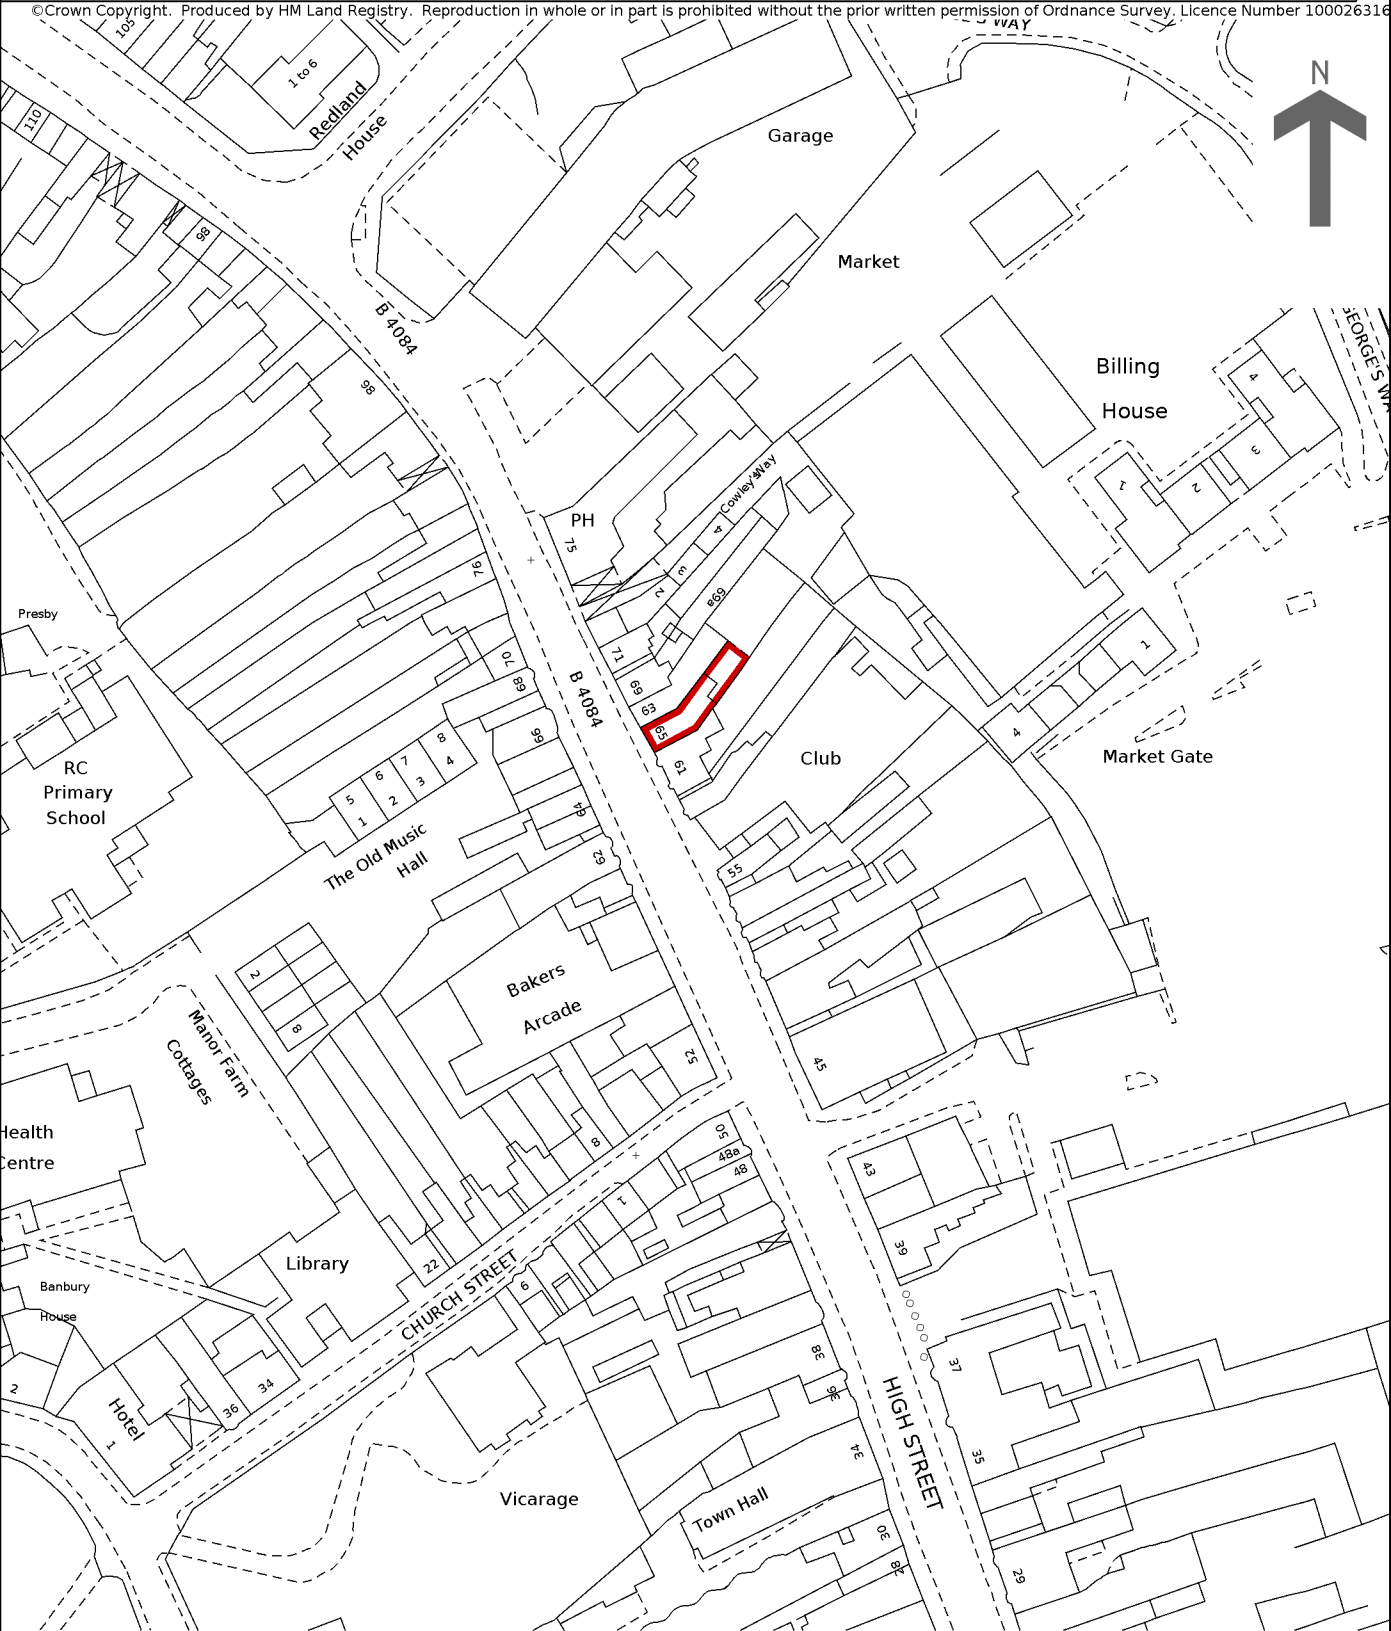 ©Crown Copyright. Produced by HM Land Registry. Reproduction in whole or in part is prohibited without the prior written permission of Ordnance Survey. Licence Number 100026316
WAY
N
105
1 to 6
Redland
House
110
98
Garage
Market
B 4084
98
Billing
House
GEORGE'S WA
4
3
2
1
PH
75
Cowley's Way
4
3
2
69a
76
Presby
71
69
63
65
61
70
68
66
B 4084
1
4
Market Gate
Club
RC
Primary
School
5
6
7
8
1
2
3
4
The Old Music
Hall
64
62
55
2
8
Bakers
Arcade
Manor Farm
Cottages
52
45
Health
Centre
8
50
48a
48
43
1
39
Library
22
CHURCH STREET
6
Banbury
House
2
Hotel
1
36
34
38
36
37
34
HIGH STREET
35
Vicarage
Town Hall
30
28
29